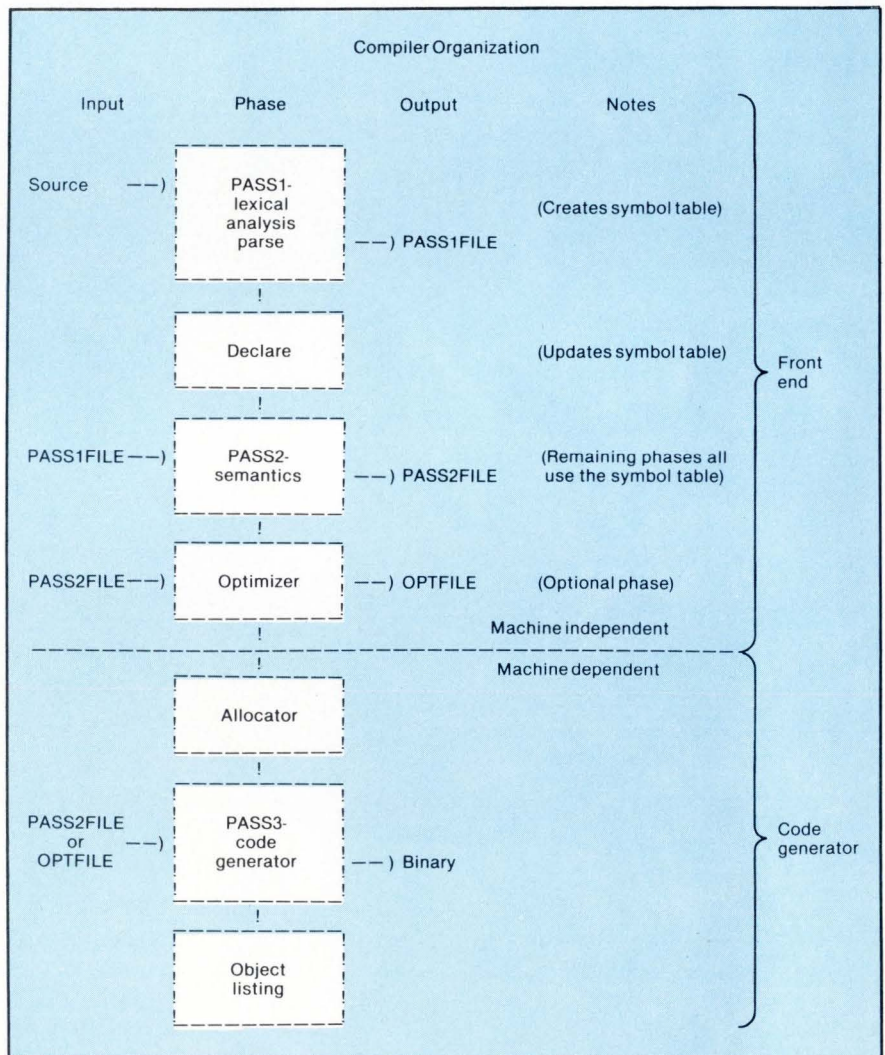 Compiler Organization
Input Phase Output Notes
Source ——)
PASS1-
lexical
analysis
parse
——) PASS1FILE
(Creates symbol table)
!
Declare
(Updates symbol table)
Front
end
!
PASS1FILE——)
PASS2-
semantics
——) PASS2FILE
(Remaining phases all
use the symbol table)
!
PASS2FILE——)
Optimizer
——) OPTFILE
(Optional phase)
!
Machine independent
!
Machine dependent
Allocator
!
PASS2FILE
or
OPTFILE
——)
PASS3-
code
generator
——) Binary
Code
generator
!
Object
listing